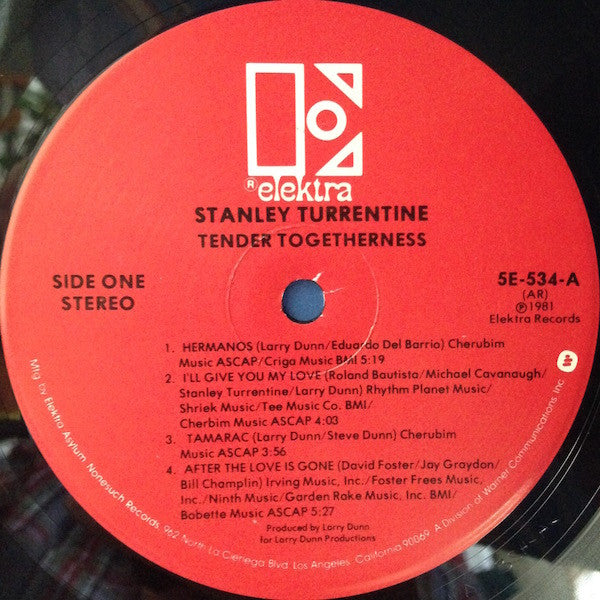 ® elektra
STANLEY TURRENTINE
TENDER TOGETHERNESS
SIDE ONE
STEREO
5E-534-A
(AR)
℗1981
Elektra Records
1. HERMANOS (Larry Dunn/Eduardo Del Barrio) Cherubim
Music ASCAP/Criga Music BMI 5:19
2. I'LL GIVE YOU MY LOVE (Roland Bautista/Michael Cavanaugh/
Stanley Turrentine/Larry Dunn) Rhythm Planet Music/
Shriek Music/Tee Music Co. BMI/
Cherbim Music ASCAP 4:03
3. TAMARAC (Larry Dunn/Steve Dunn) Cherubim
Music ASCAP 3:56
4. AFTER THE LOVE IS GONE (David Foster/Jay Graydon/
Bill Champlin) Irving Music, Inc./Foster Frees Music,
Inc./Ninth Music/Garden Rake Music, Inc. BMI/
Bobette Music ASCAP 5:27
Produced by Larry Dunn
for Larry Dunn Productions
Mfg. by Elektra/Asylum/Nonesuch Records, 962 North La Cienega Blvd. Los Angeles, California 90069. A Division of Warner Communications, Inc.